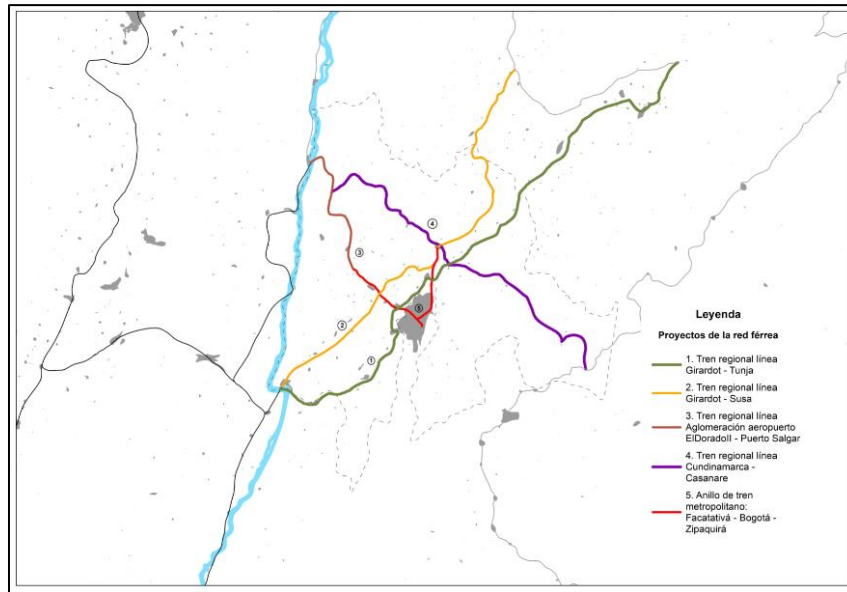 4
3
5
2
1
Leyenda
Proyectos de la red férrea
1. Tren regional línea
Girardot - Tunja
2. Tren regional línea
Girardot - Susa
3. Tren regional línea
Aglomeración aeropuerto
ElDoradoII - Puerto Salgar
4. Tren regional línea
Cundinamarca -
Casanare
5. Anillo de tren
metropolitano:
Facatativá - Bogotá -
Zipaquirá